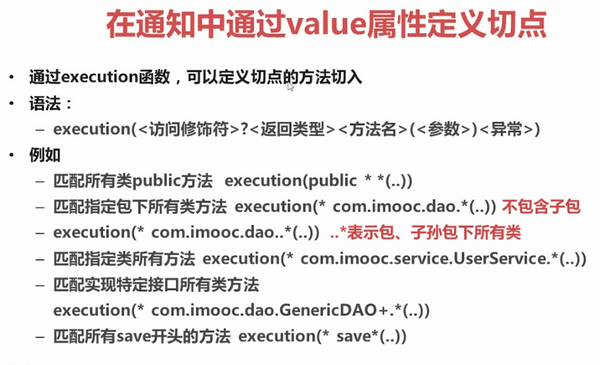 在通知中通过value属性定义切点
• 通过execution函数，可以定义切点的方法切入
• 语法：
– execution(<访问修饰符>?<返回类型><方法名>(<参数>)<异常>)
• 例如
– 匹配所有类public方法 execution(public * *(..))
– 匹配指定包下所有类方法 execution(* com.imooc.dao.*(..)) 不包含子包
– execution(* com.imooc.dao..*(..)) ..*表示包、子孙包下所有类
– 匹配指定类所有方法 execution(* com.imooc.service.UserService.*(..))
– 匹配实现特定接口所有类方法
execution(* com.imooc.dao.GenericDAO+.*(..))
– 匹配所有save开头的方法 execution(* save*(..))